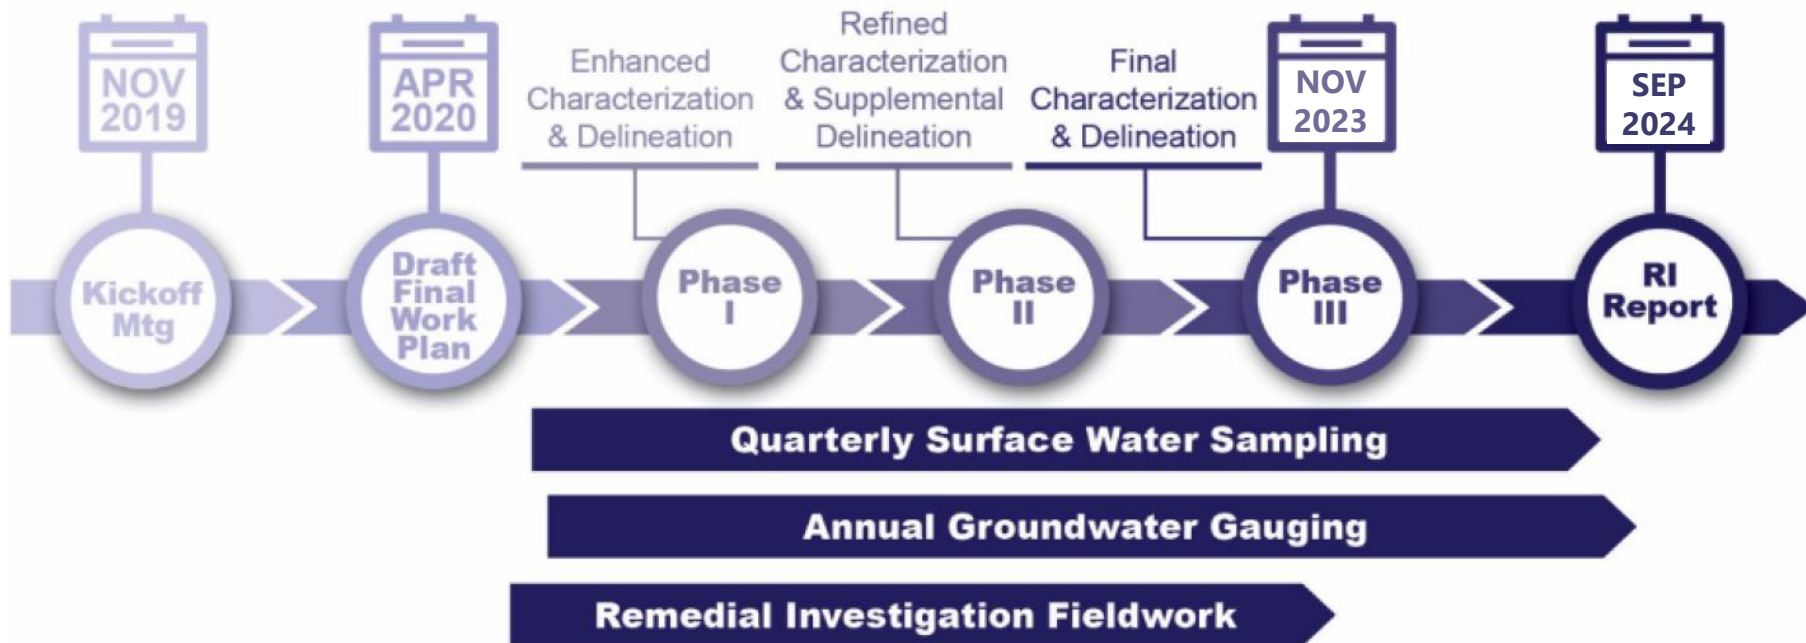 NOV
2019
APR
2020
Enhanced
Characterization
& Delineation
Refined
Characterization
& Supplemental
Delineation
Final
Characterization
& Delineation
NOV
2023
SEP
2024
Kickoff
Mtg
Draft
Final
Work
Plan
Phase
I
Phase
II
Phase
III
RI
Report
Quarterly Surface Water Sampling
Annual Groundwater Gauging
Remedial Investigation Fieldwork